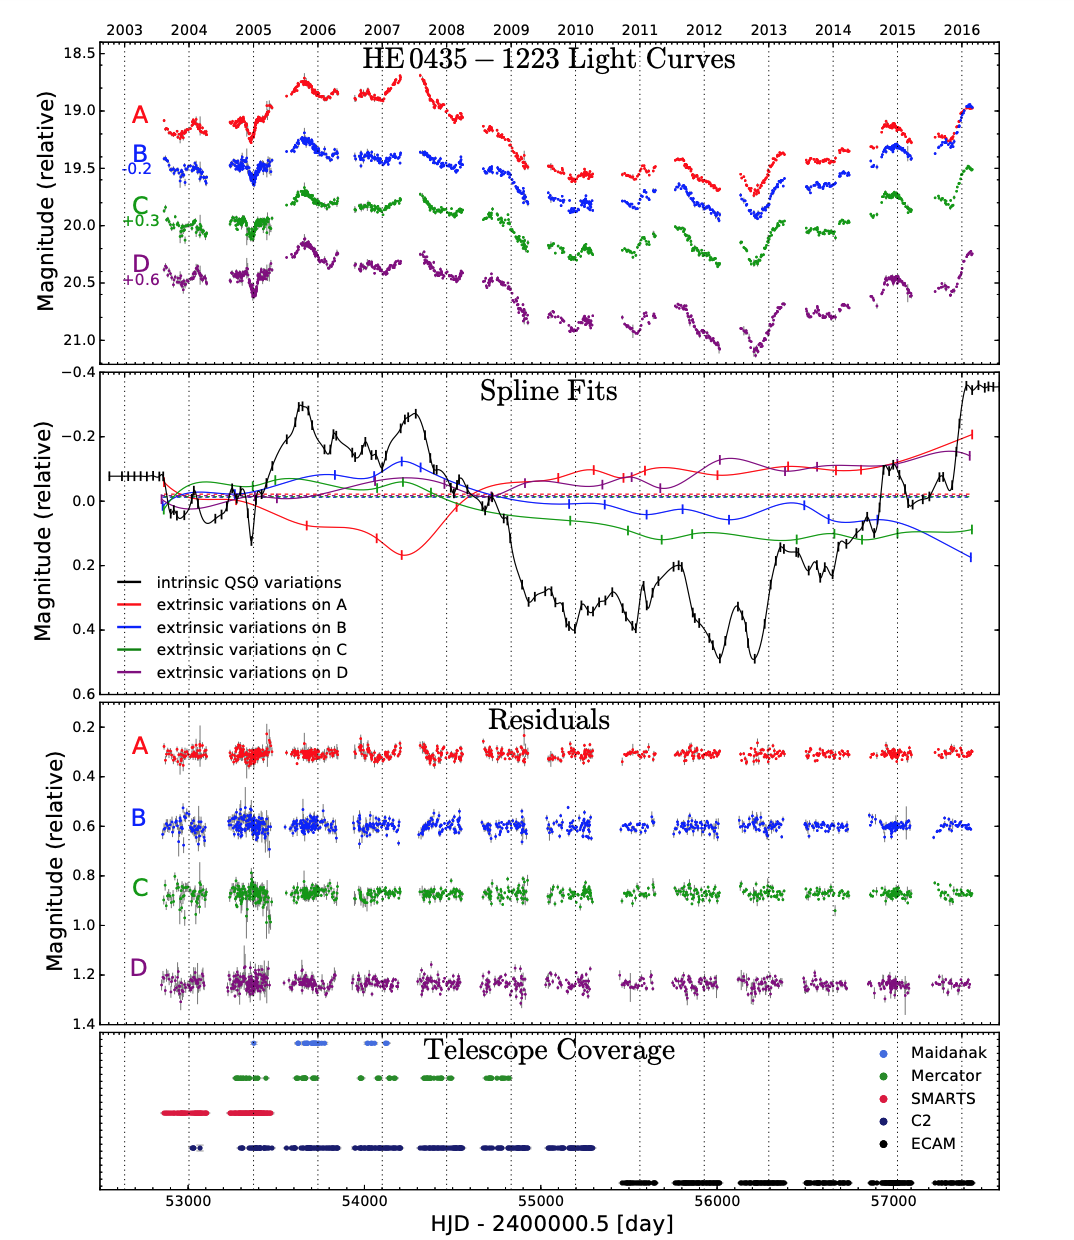 2003 2004 2005 2006 2007 2008 2009 2010 2011 2012 2013 2014 2015 2016
HE 0435 − 1223 Light Curves
Magnitude (relative)
18.5
19.0
19.5
20.0
20.5
21.0
A
B
-0.2
C
+0.3
D
+0.6
Spline Fits
Magnitude (relative)
−0.4
−0.2
0.0
0.2
0.4
0.6
intrinsic QSO variations
extrinsic variations on A
extrinsic variations on B
extrinsic variations on C
extrinsic variations on D
Residuals
Magnitude (relative)
0.2
0.4
0.6
0.8
1.0
1.2
1.4
A
B
C
D
Telescope Coverage
Maidanak
Mercator
SMARTS
C2
ECAM
53000 54000 55000 56000 57000
HJD - 2400000.5 [day]